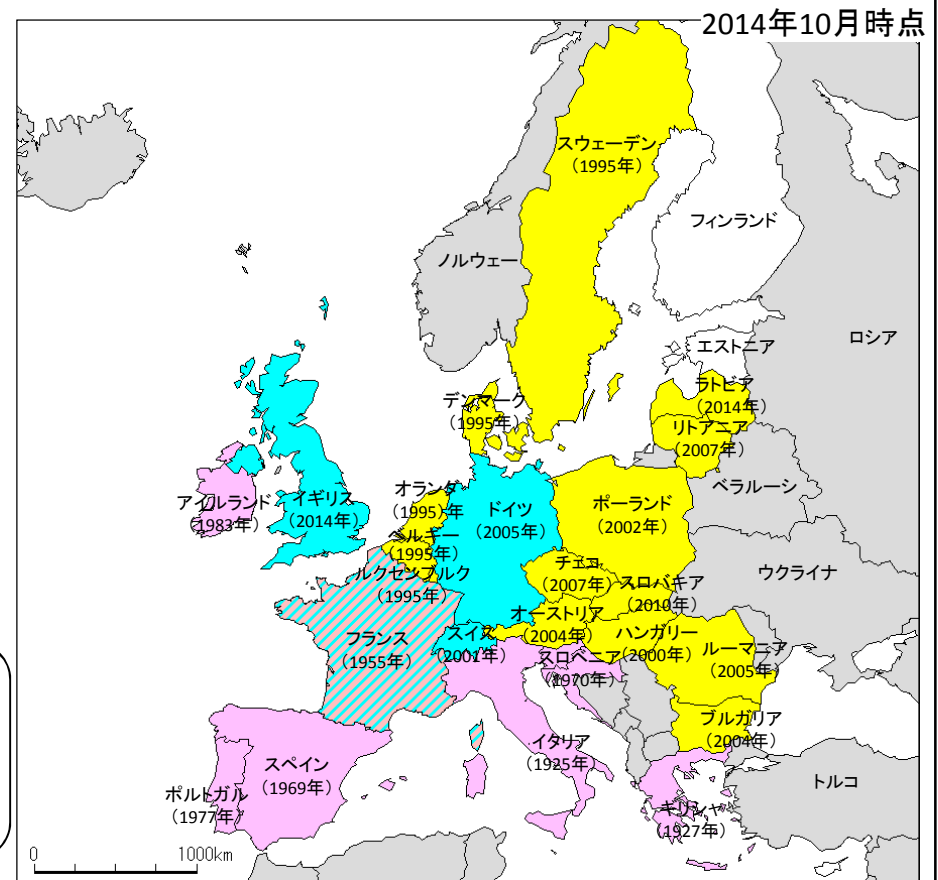 2014年10月時点
スウェーデン
（1995年）
フィンランド
ノルウェー
ロシア
エストニア
ラトビア
（2014年）
デンマーク
（1995年）
リトアニア
（2007年）
ベラルーシ
アイルランド
（1983年）
イギリス
（2014年）
オランダ
（1995）年
ドイツ
（2005年）
ポーランド
（2002年）
ベルギー
（1995年）
チェコ
（2007年）
ウクライナ
ルクセンブルク
（1995年）
スロバキア
（2010年）
オーストリア
（2004年）
フランス
（1955年）
スイス
（2001年）
ハンガリー
（2000年）
ルーマニア
（2005年）
スロベニア
（1970年）
ブルガリア
（2004年）
イタリア
（1925年）
スペイン
（1969年）
トルコ
ポルトガル
（1977年）
ギリシャ
（1927年）
0 1000km